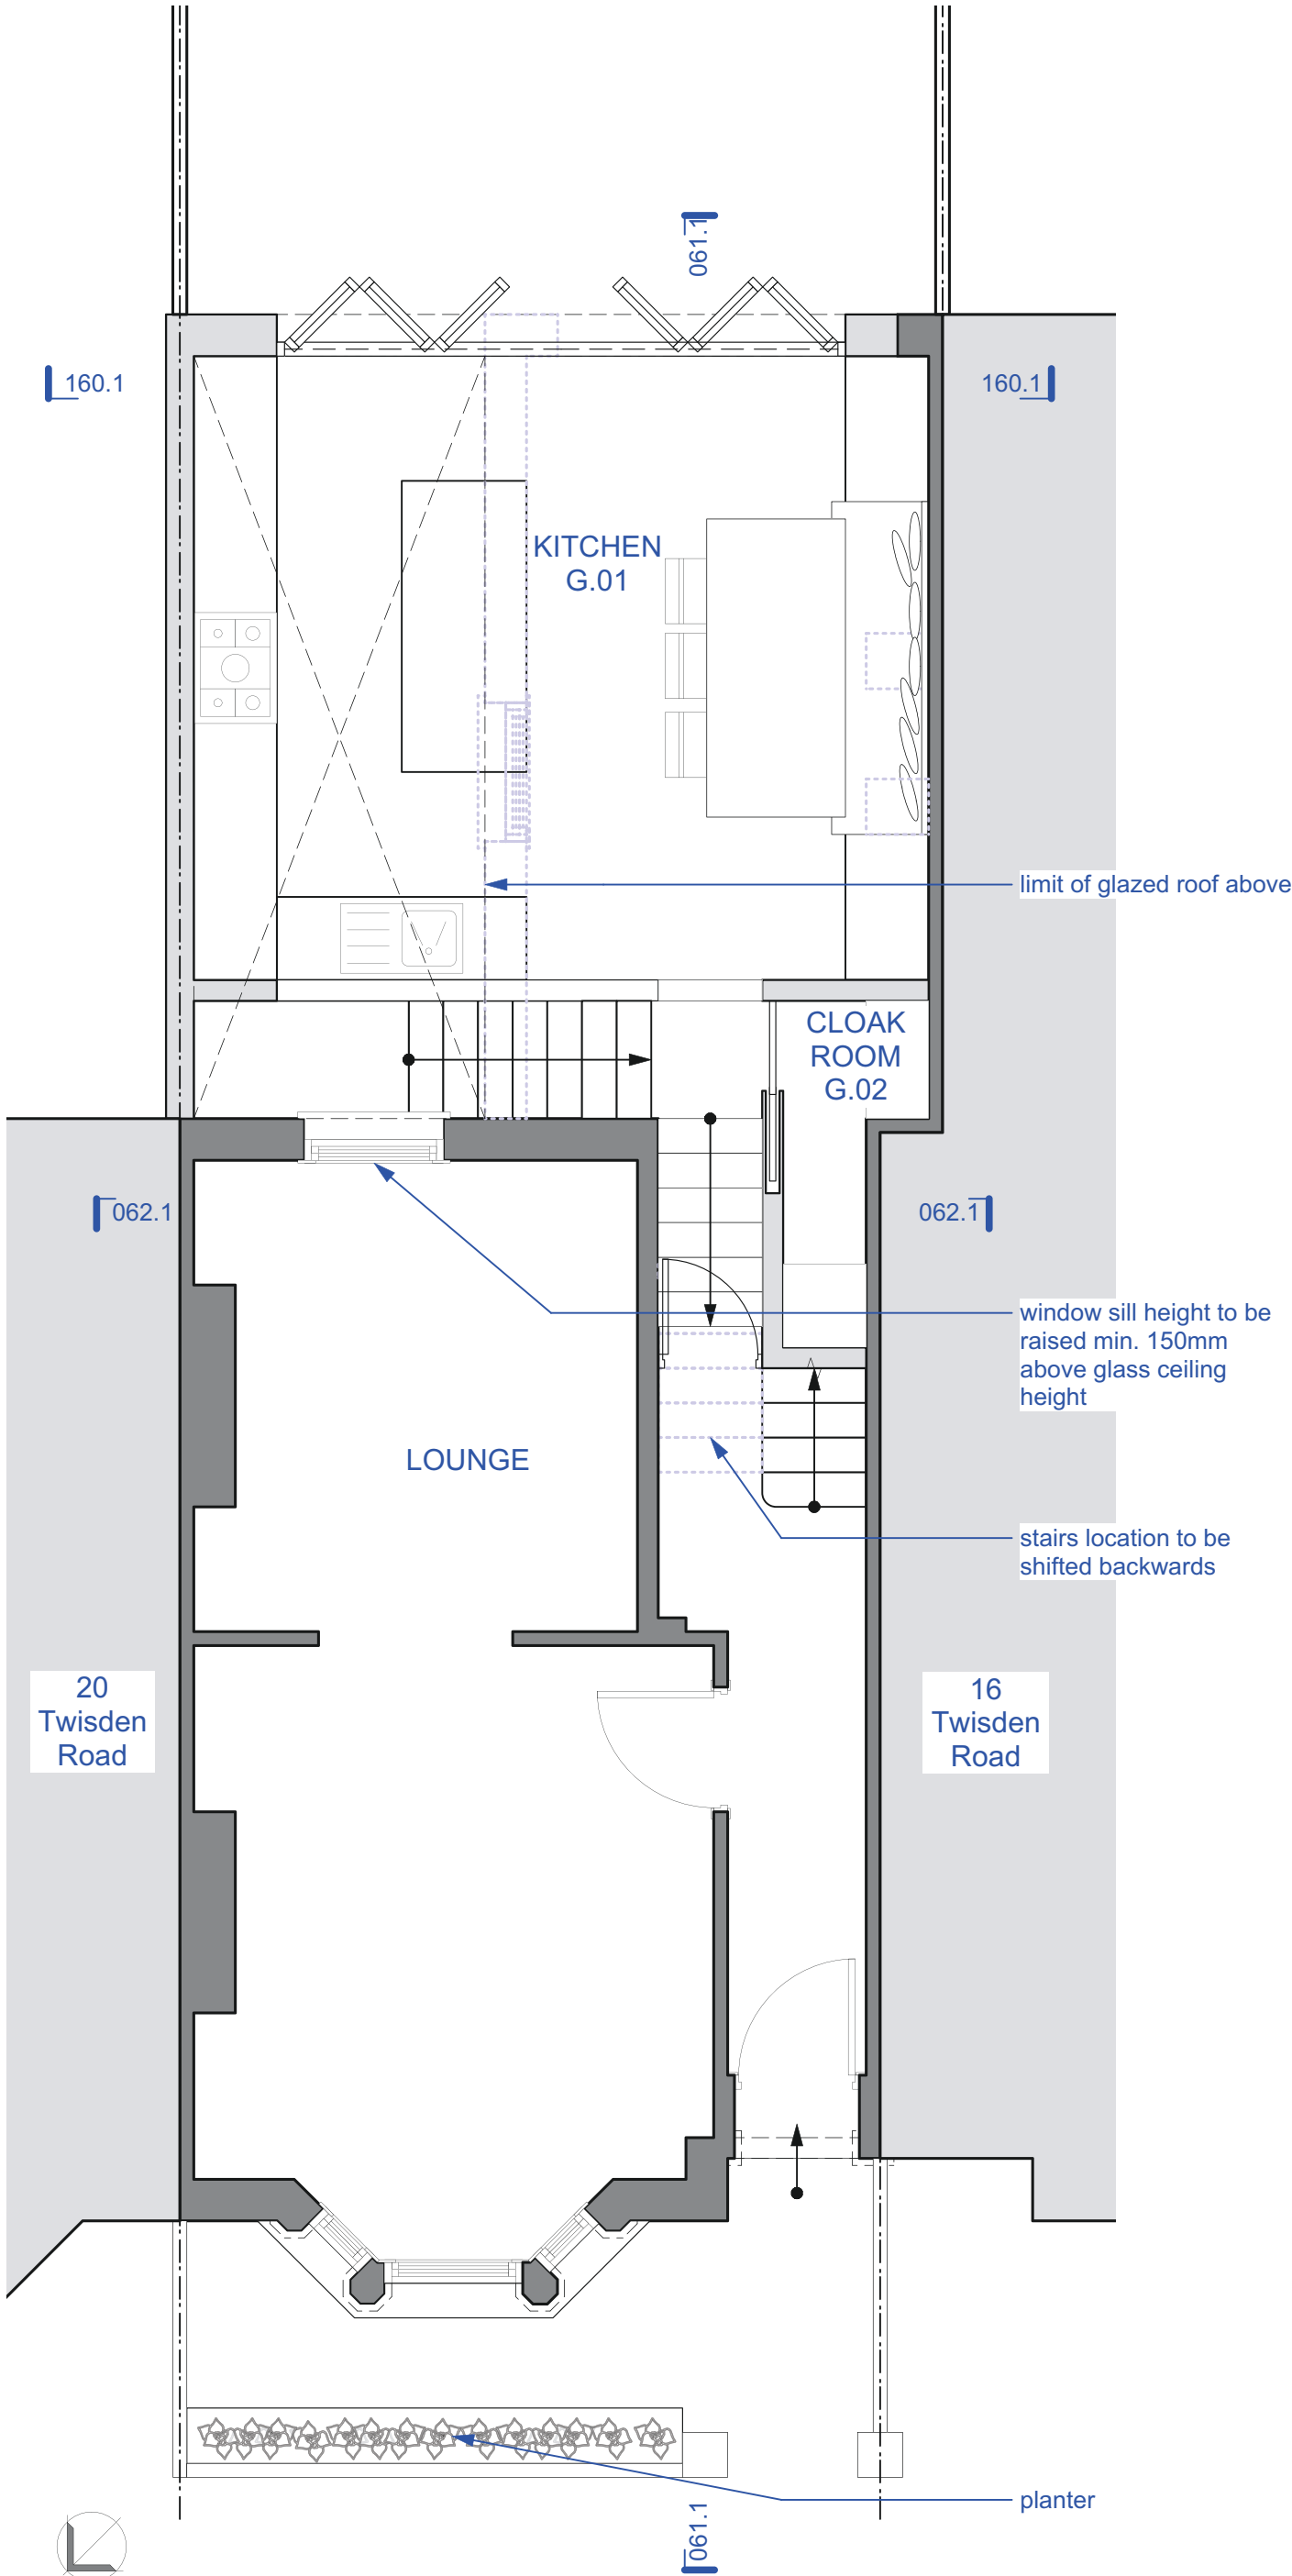 061.1
160.1
160.1
KITCHEN
G.01
limit of glazed roof above
CLOAK
ROOM
G.02
062.1
062.1
window sill height to be
raised min. 150mm
above glass ceiling
height
LOUNGE
stairs location to be
shifted backwards
20
Twisden
Road
16
Twisden
Road
planter
061.1